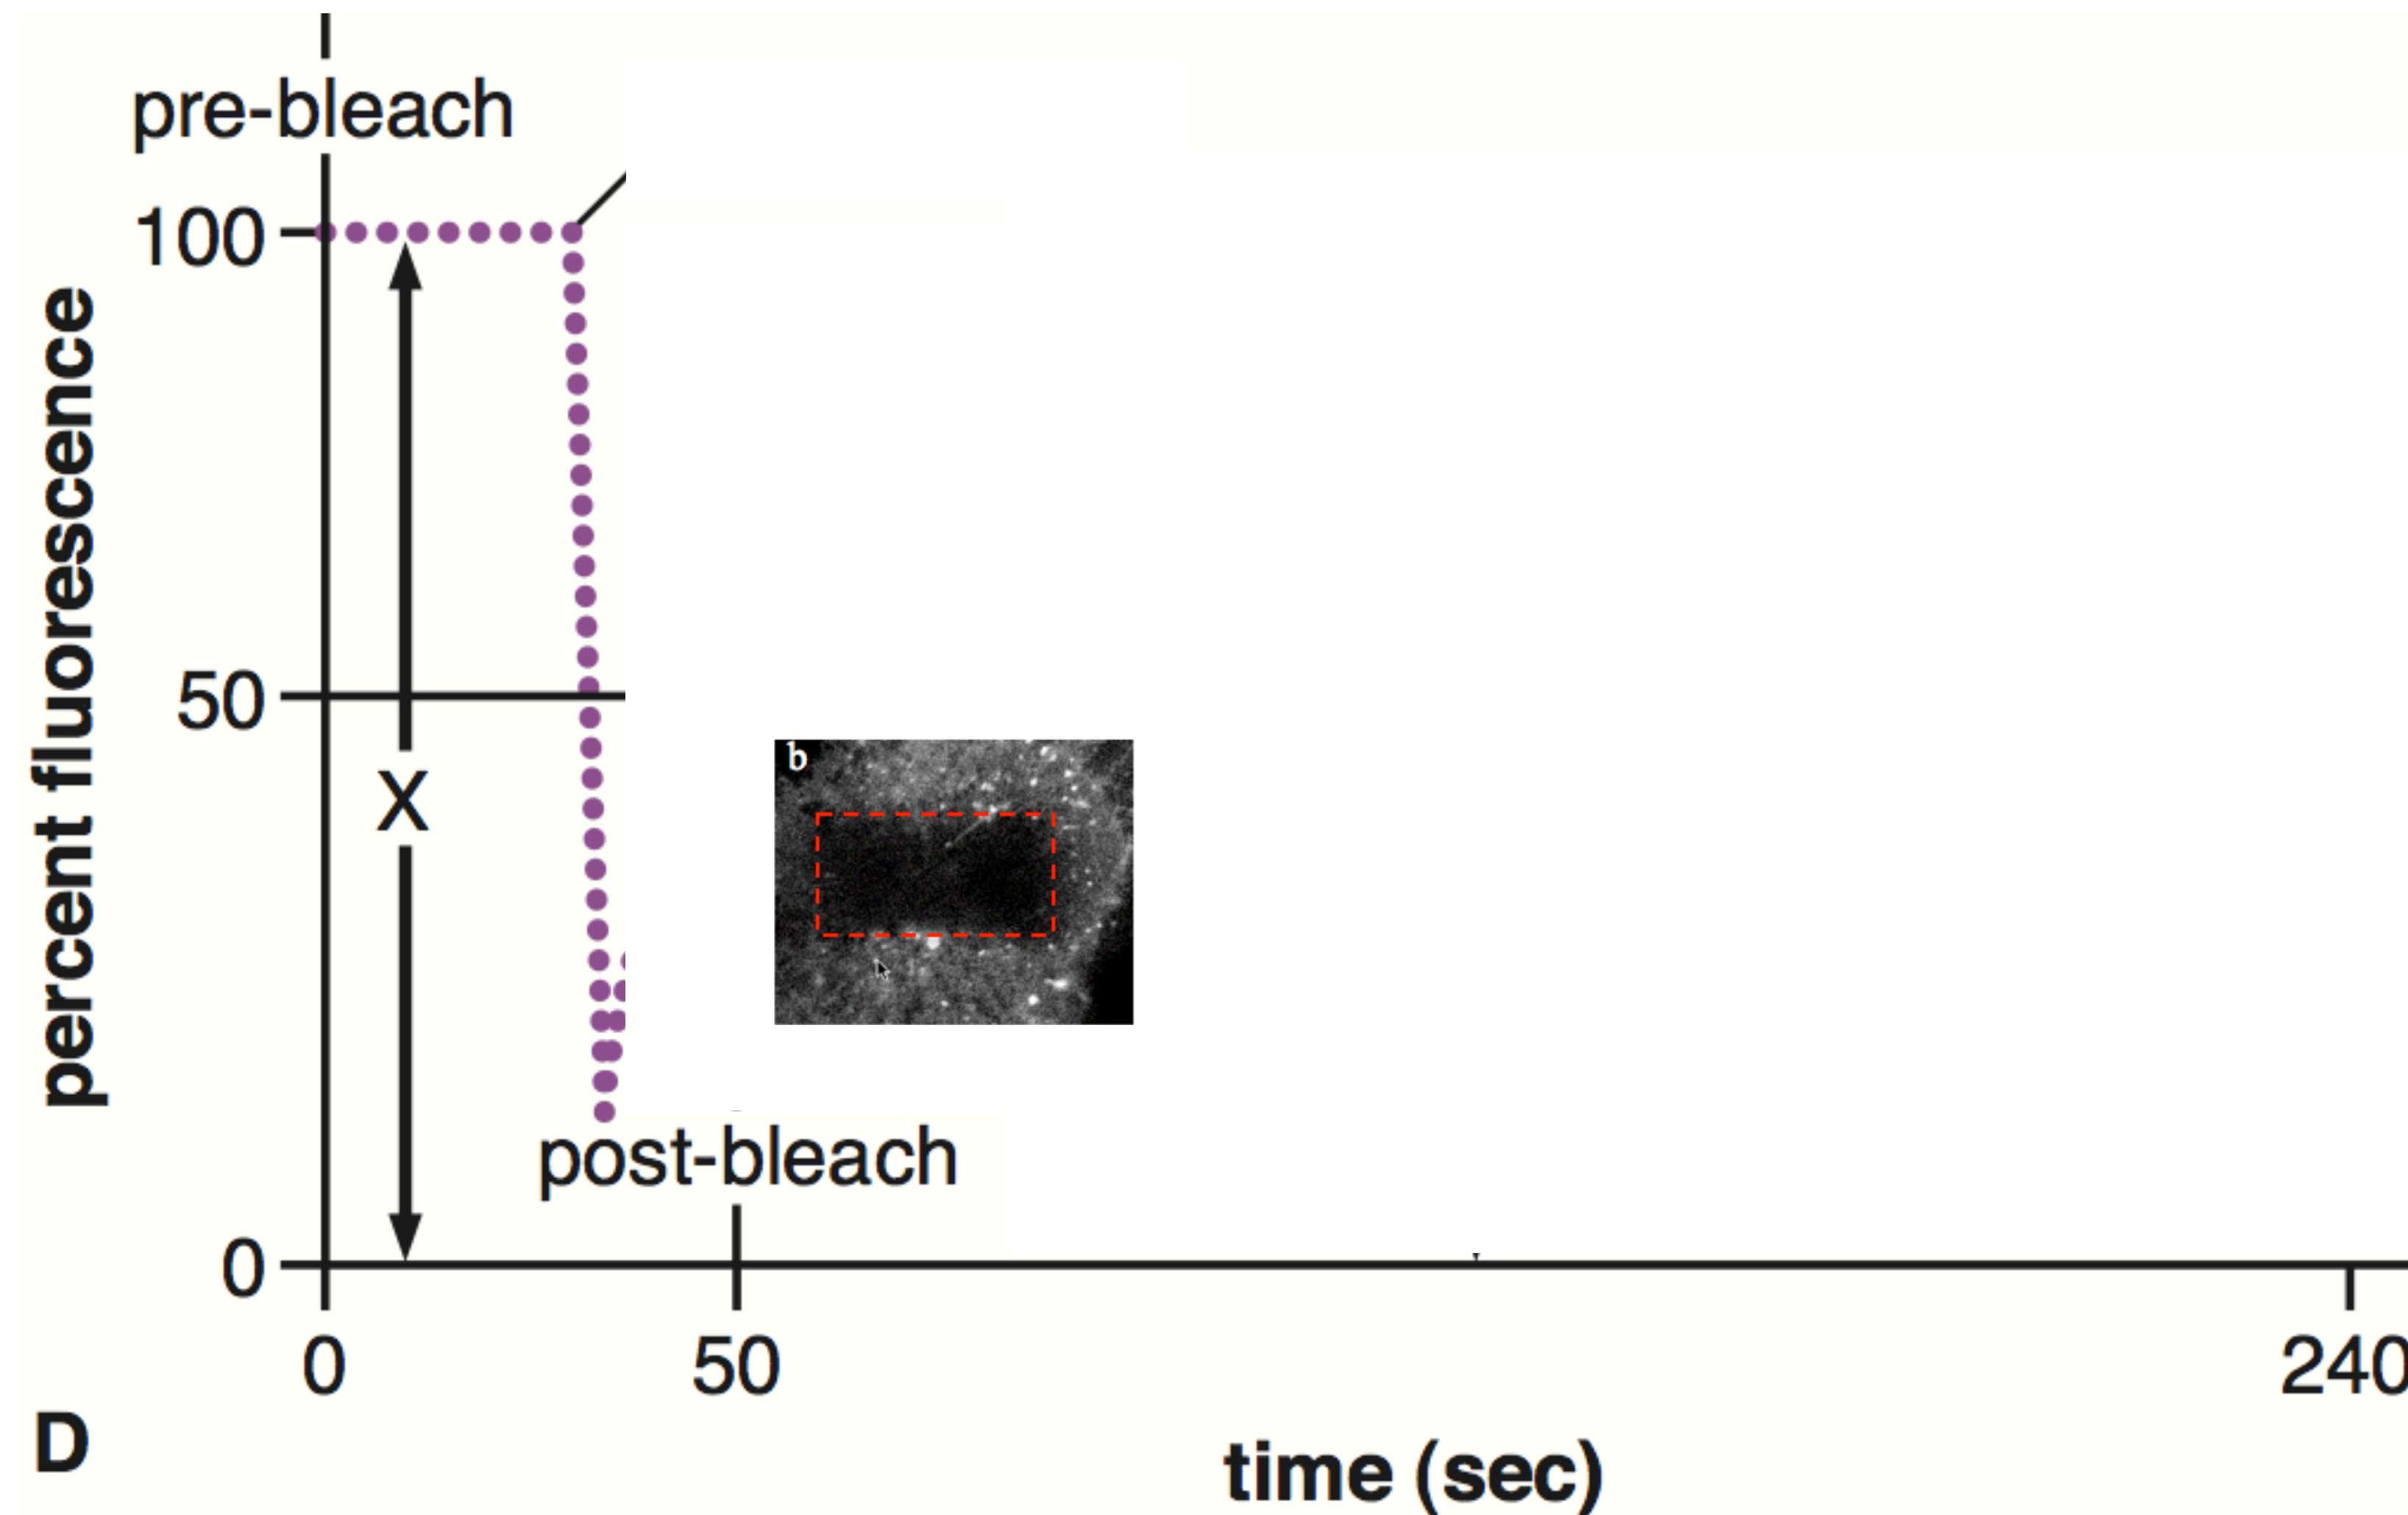 pre-bleach
100
percent fluorescence
50
X
b
post-bleach
0
0
50
240
D
time (sec)